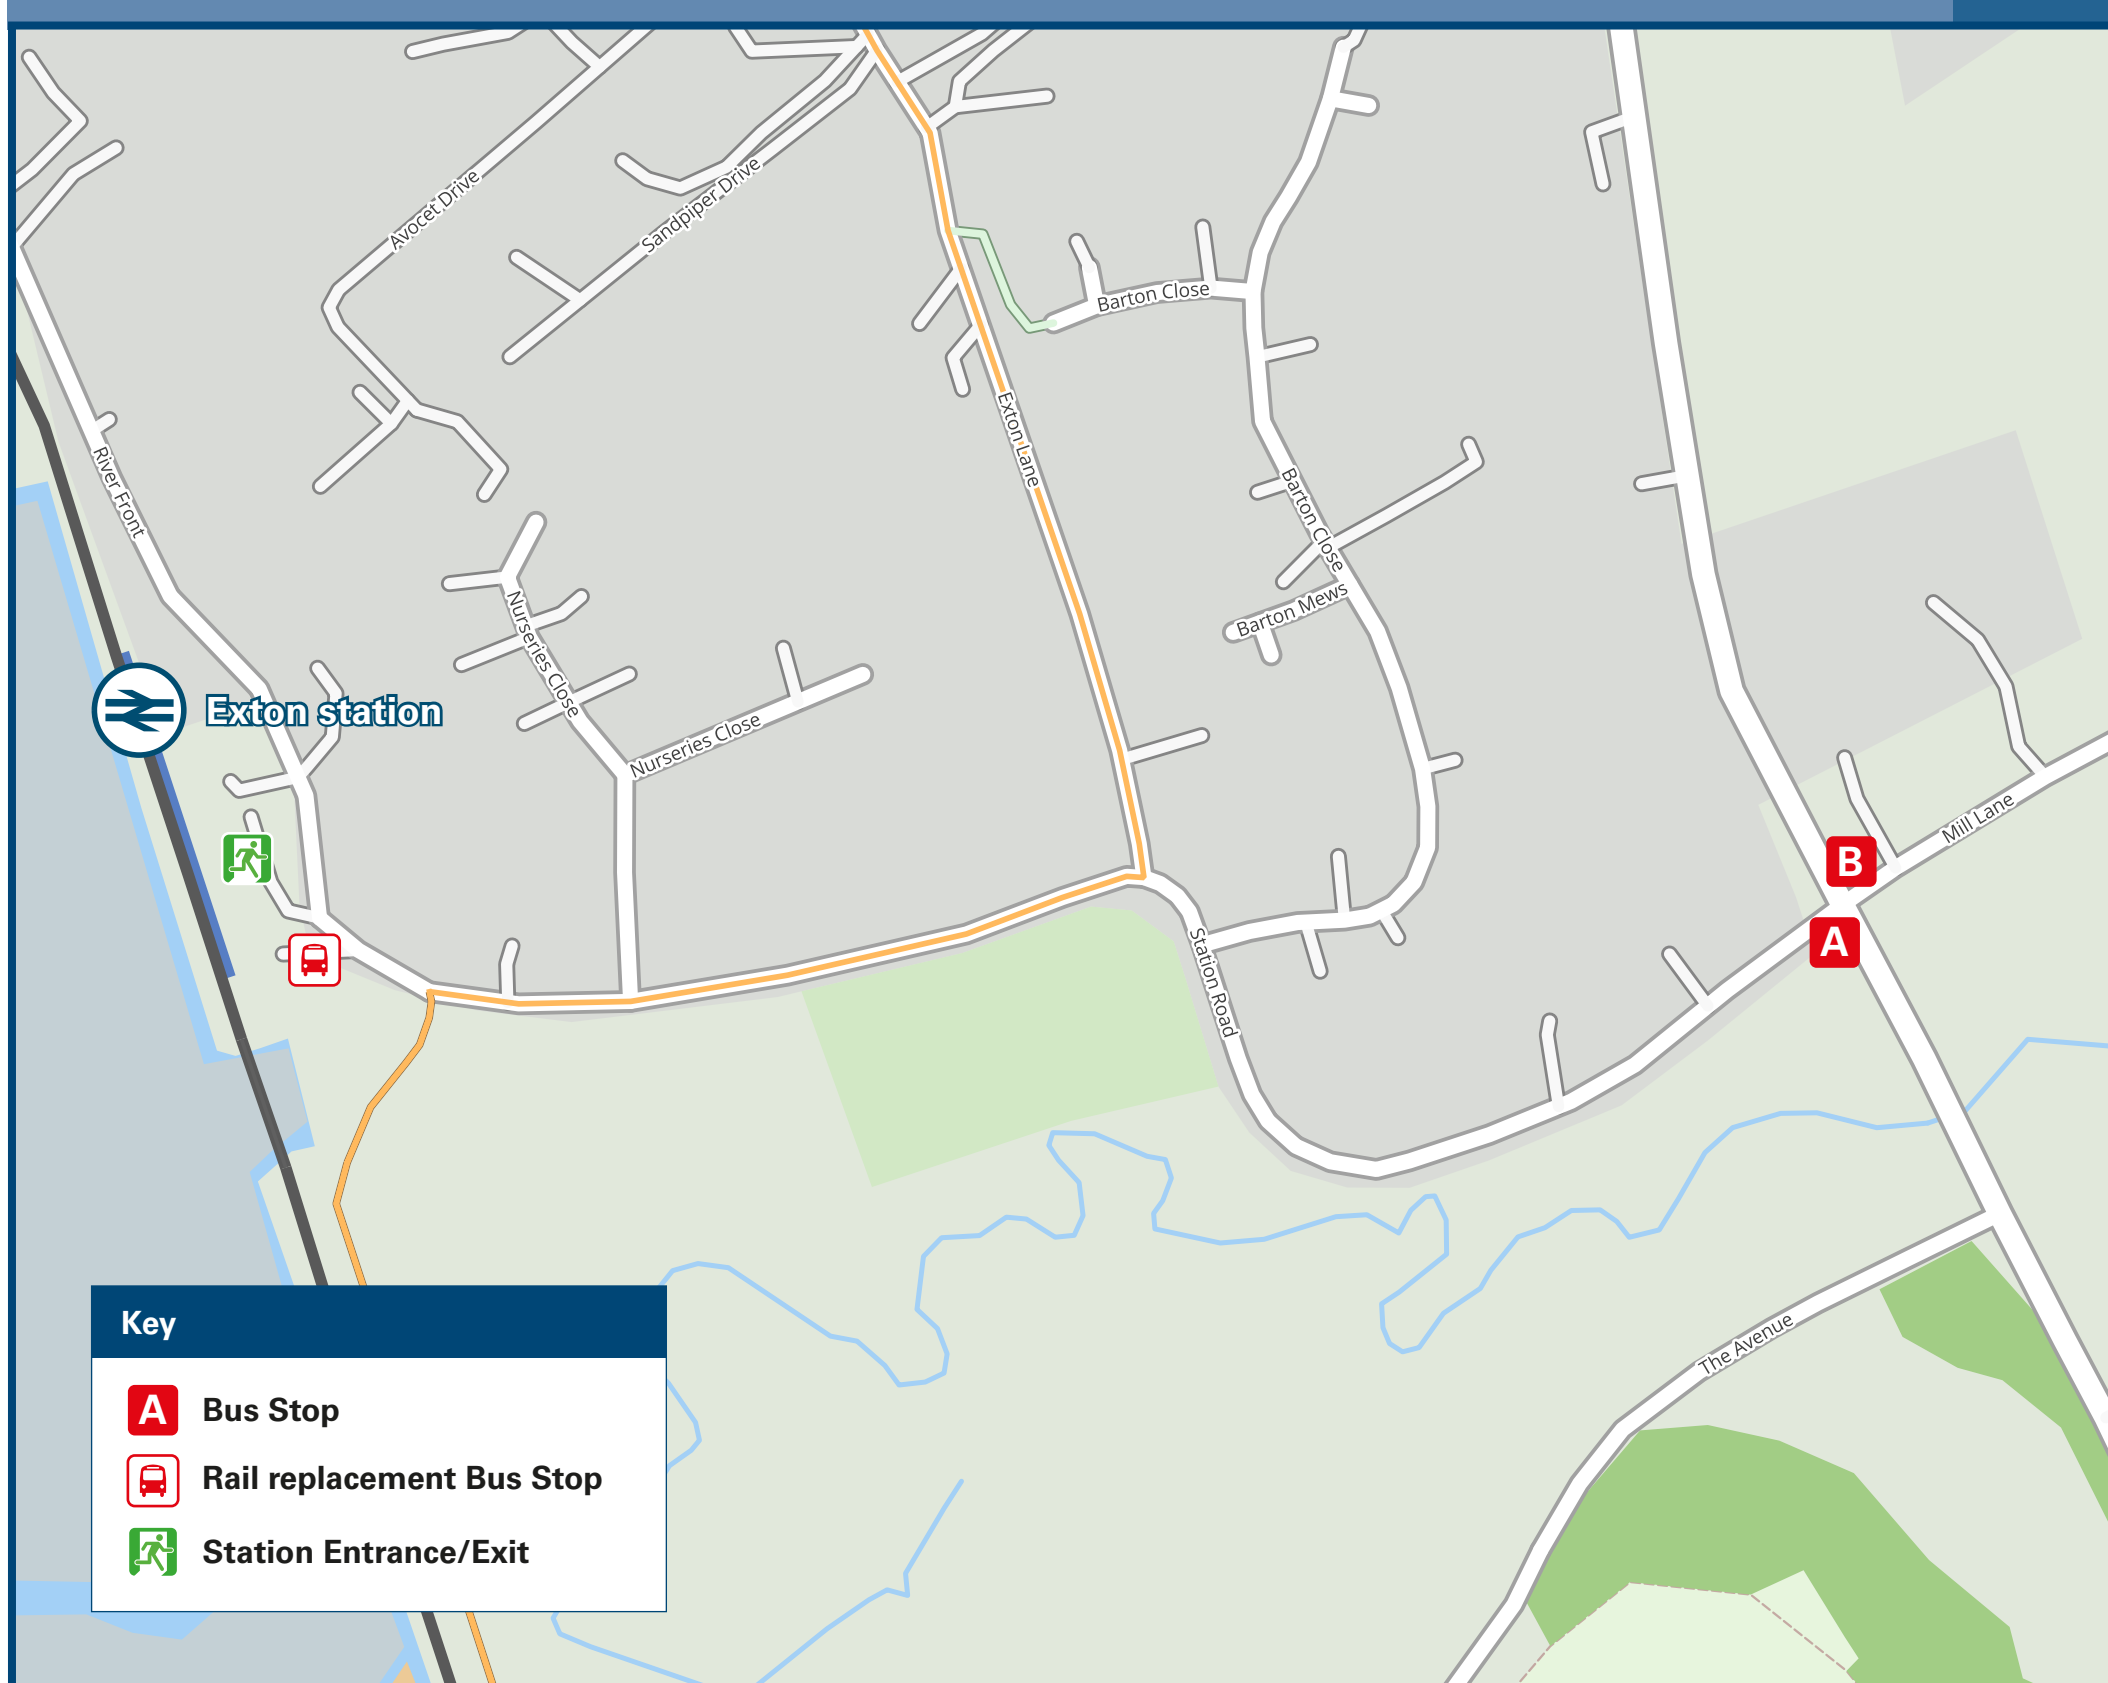 Avocet Drive
Sandpiper Drive
Barton Close
Exton Lane
River Front
Barton Close
Barton Mews
Nurseries Close
Exton station
Nurseries Close
Mill Lane
B
A
Station Road
The Avenue
Key
A Bus Stop
Rail replacement Bus Stop
Station Entrance/Exit